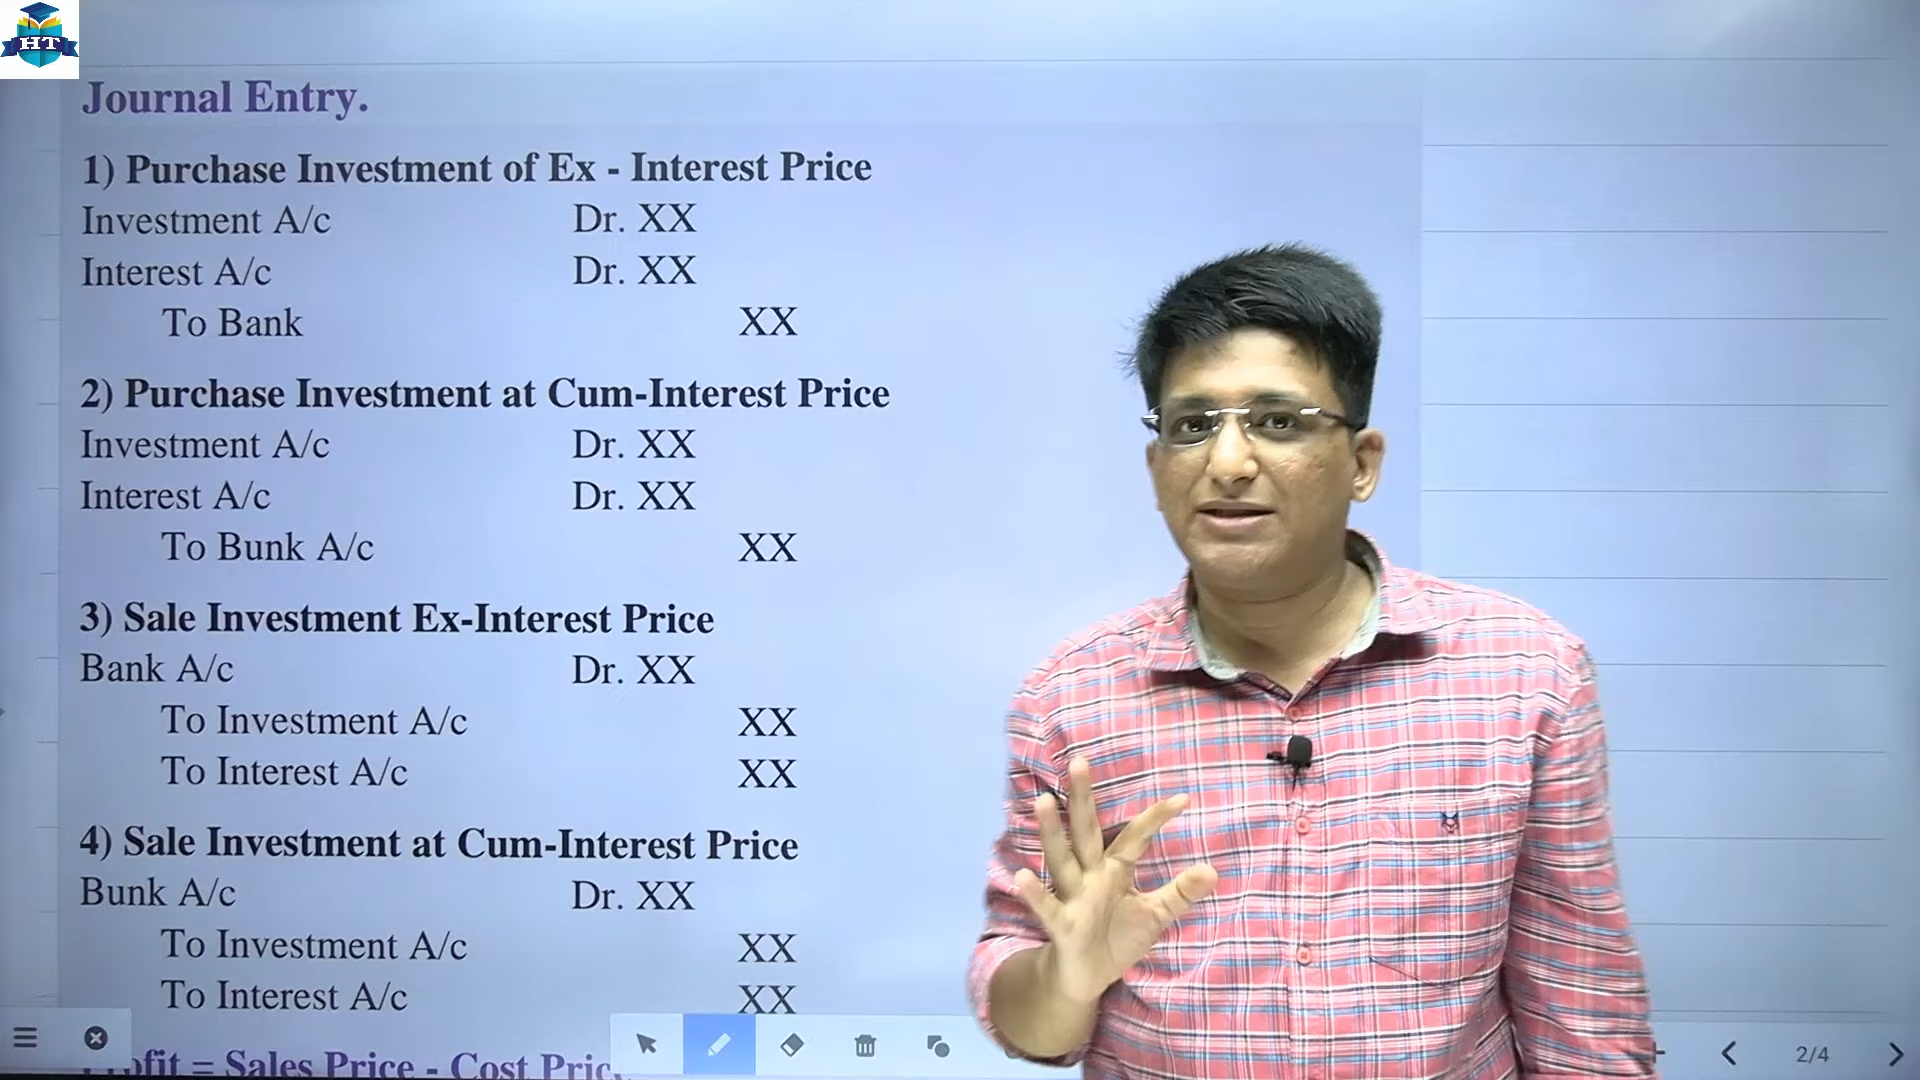 HT
Journal Entry.
1) Purchase Investment of Ex - Interest Price
Investment A/c Dr. XX
Interest A/c Dr. XX
To Bank XX
2) Purchase Investment at Cum-Interest Price
Investment A/c Dr. XX
Interest A/c Dr. XX
To Bunk A/c XX
3) Sale Investment Ex-Interest Price
Bank A/c Dr. XX
To Investment A/c XX
To Interest A/c XX
4) Sale Investment at Cum-Interest Price
Bunk A/c Dr. XX
To Investment A/c XX
To Interest A/c XX
= Sales Price - Cost
2/4